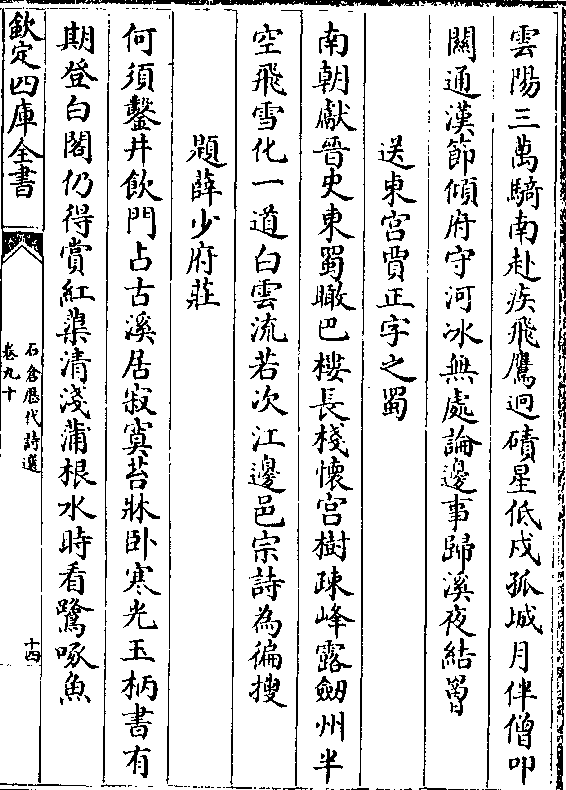 雲陽三萬騎南赴疾飛鷹迥磧星低戍孤城月伴僧叩
關通漢節傾府守河冰無處論邊事歸溪夜結罾
送東宮賈正字之蜀
南朝獻晉史東蜀瞰巴樓長棧懷宮樹疎峰露劒州半
空飛雪化一道白雲流若次江邊邑宗詩為徧搜
題薛少府莊
何須鑿井飲門占古溪居寂寞苔牀臥寒光玉柄書有
期登白閣仍得賞紅蕖清淺蒲根水時看鷺啄魚
欽定四庫全書
石倉歷代詩選
卷九十
十四